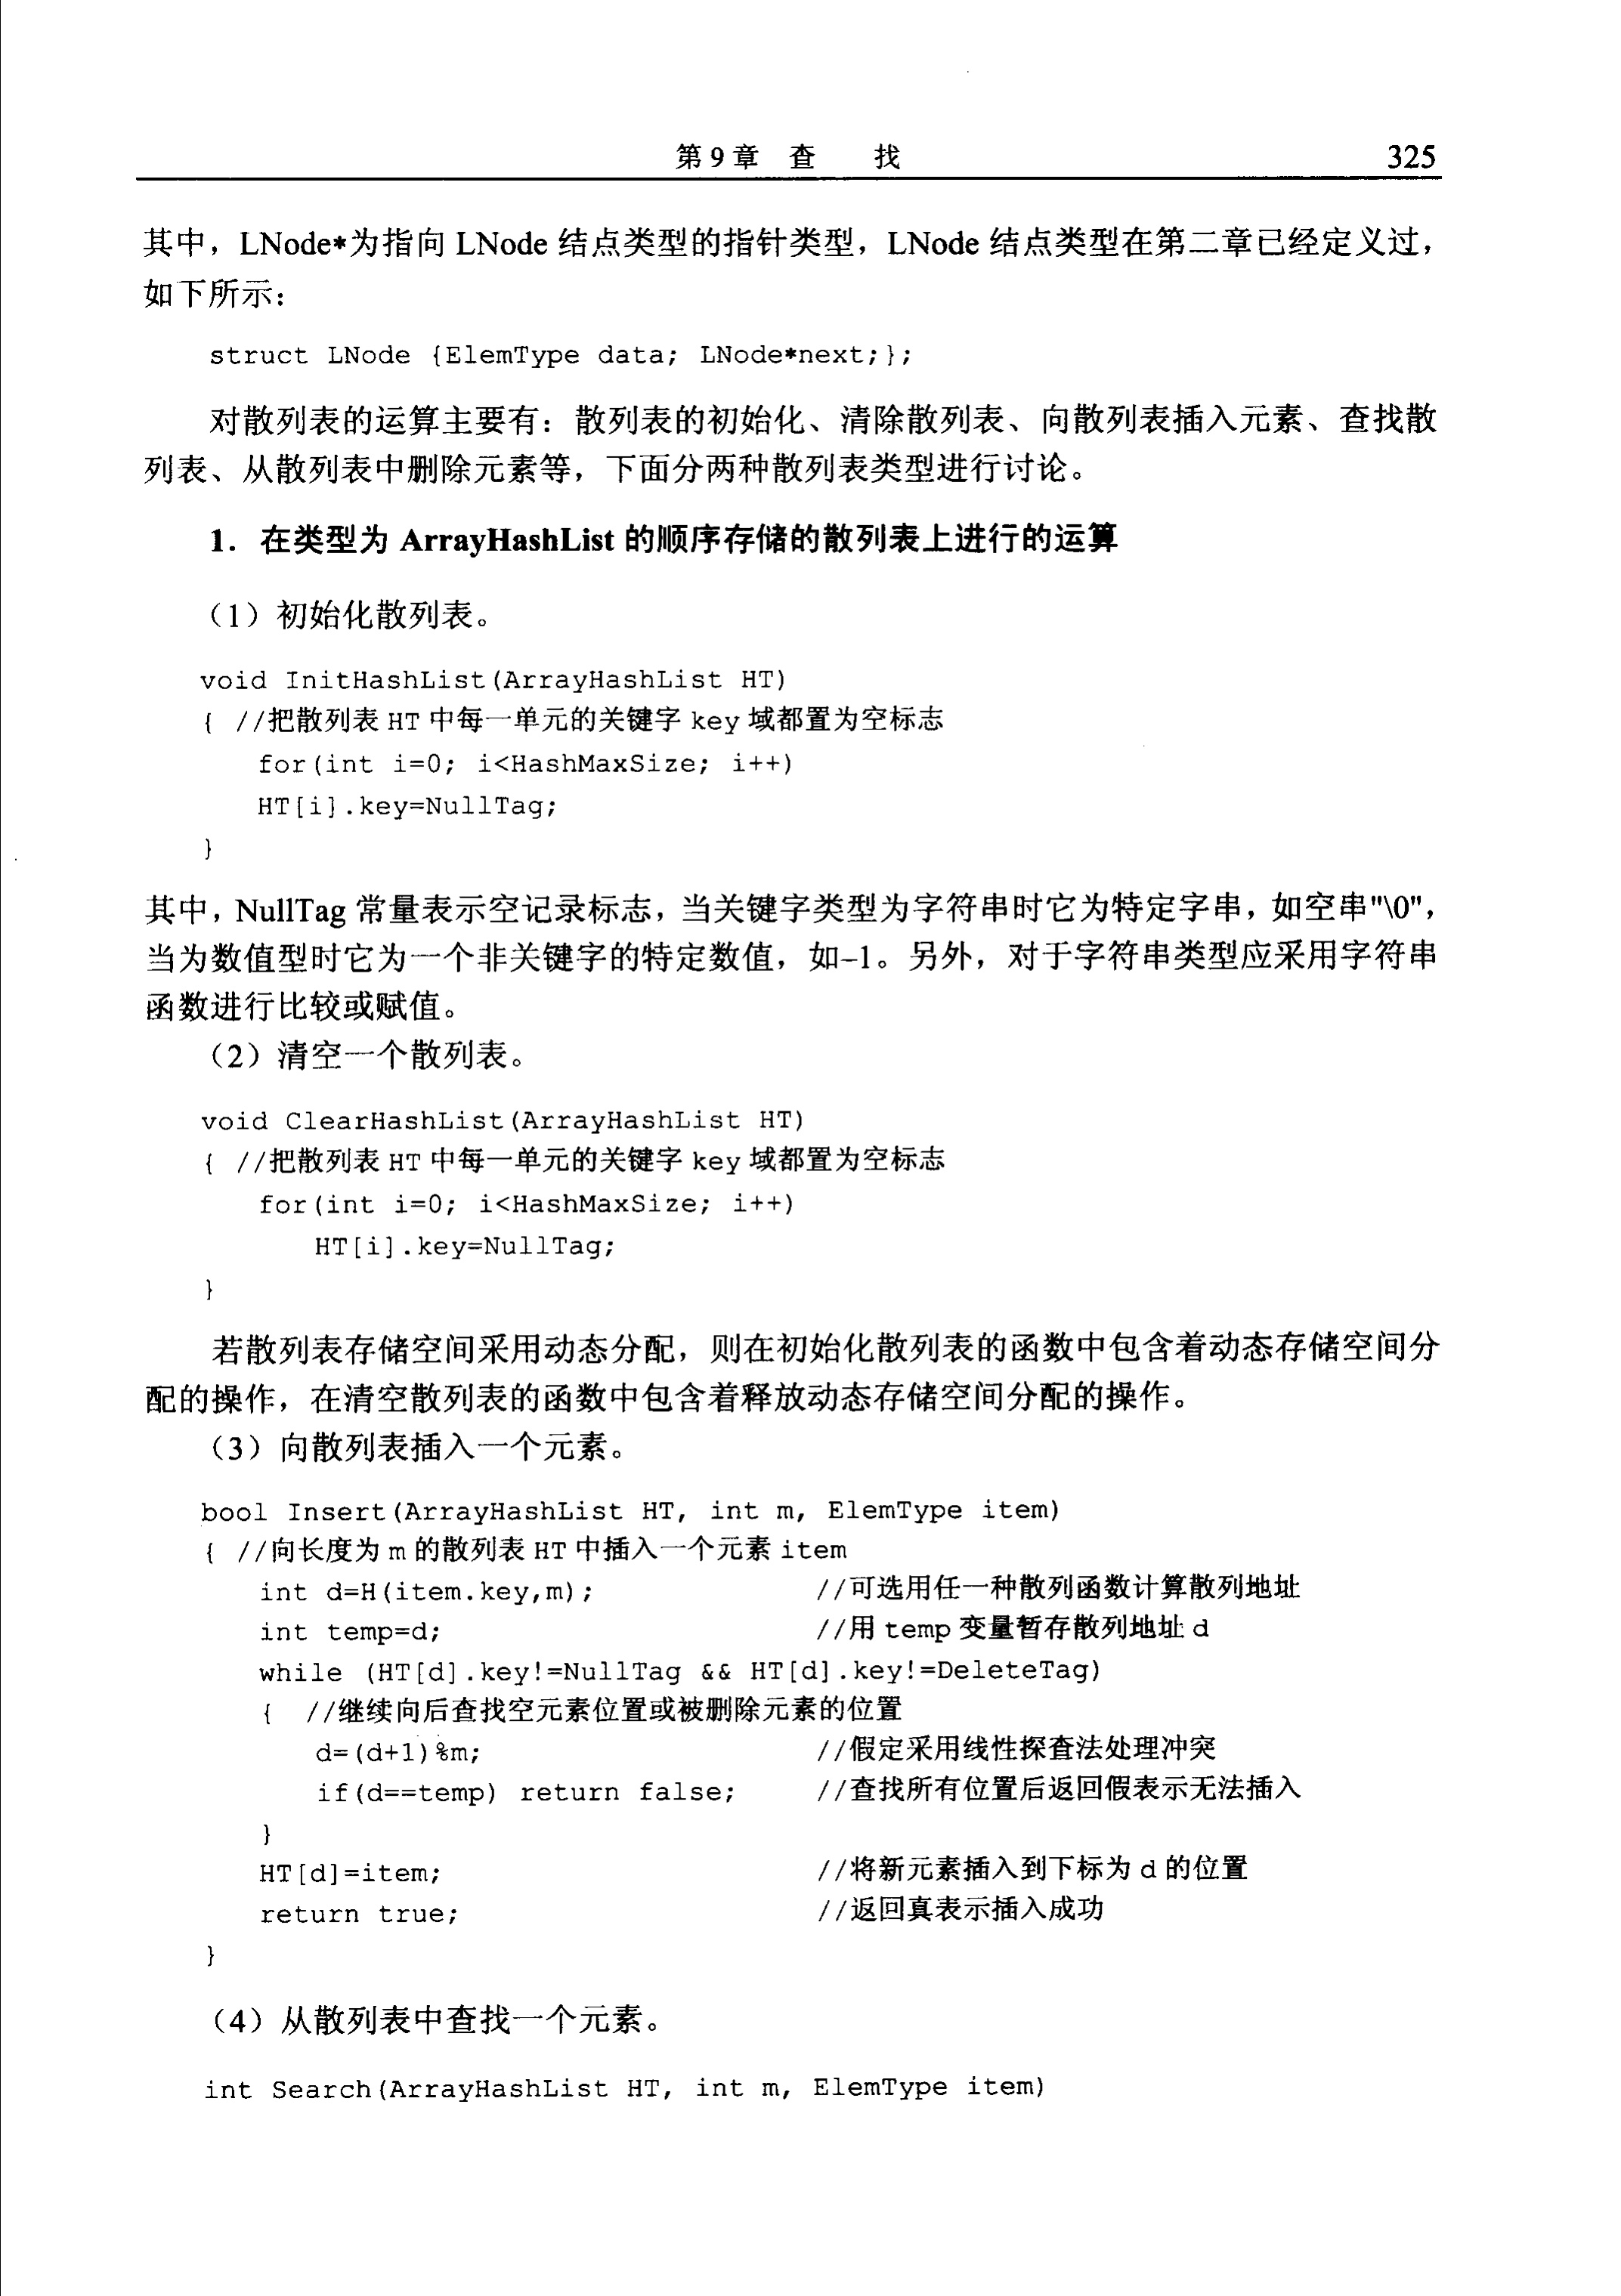 第9章 查 找 325
其中，LNode*为指向 LNode 结点类型的指针类型，LNode 结点类型在第二章已经定义过，
如下所示：
struct LNode {ElemType data; LNode*next;};
对散列表的运算主要有：散列表的初始化、清除散列表、向散列表插入元素、查找散
列表、从散列表中删除元素等，下面分两种散列表类型进行讨论。
1．在类型为 ArrayHashList 的顺序存储的散列表上进行的运算
（1）初始化散列表。
void InitHashList(ArrayHashList HT)
{ //把散列表 HT 中每一单元的关键字 key 域都置为空标志
for(int i=0; i<HashMaxSize; i++)
HT[i].key=NullTag;
}
其中，NullTag 常量表示空记录标志，当关键字类型为字符串时它为特定字串，如空串"\0"，
当为数值型时它为一个非关键字的特定数值，如–1。另外，对于字符串类型应采用字符串
函数进行比较或赋值。
（2）清空一个散列表。
void ClearHashList(ArrayHashList HT)
{ //把散列表 HT 中每一单元的关键字 key 域都置为空标志
for(int i=0; i<HashMaxSize; i++)
HT[i].key=NullTag;
}
若散列表存储空间采用动态分配，则在初始化散列表的函数中包含着动态存储空间分
配的操作，在清空散列表的函数中包含着释放动态存储空间分配的操作。
（3）向散列表插入一个元素。
bool Insert(ArrayHashList HT, int m, ElemType item)
{ //向长度为 m 的散列表 HT 中插入一个元素 item
int d=H(item.key,m); //可选用任一种散列函数计算散列地址
int temp=d; //用 temp 变量暂存散列地址 d
while (HT[d].key!=NullTag && HT[d].key!=DeleteTag)
{ //继续向后查找空元素位置或被删除元素的位置
d=(d+1)%m; //假定采用线性探查法处理冲突
if(d==temp) return false; //查找所有位置后返回假表示无法插入
}
HT[d]=item; //将新元素插入到下标为 d 的位置
return true; //返回真表示插入成功
}
（4）从散列表中查找一个元素。
int Search(ArrayHashList HT, int m, ElemType item)